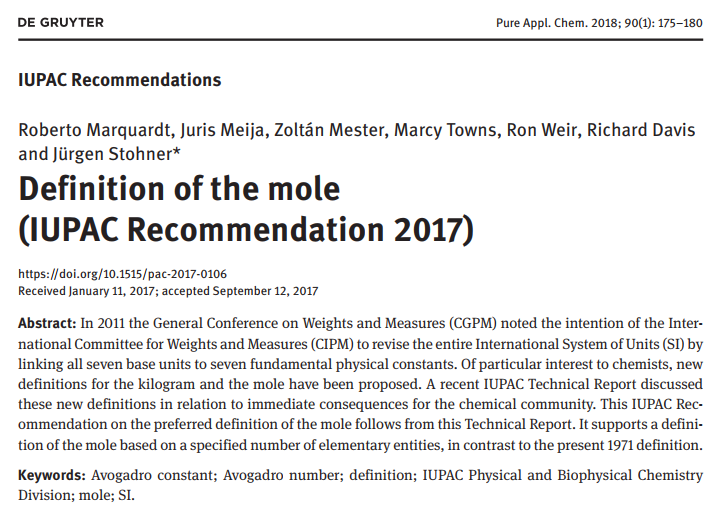 DE GRUYTER
Pure Appl. Chem. 2018; 90(1): 175–180
IUPAC Recommendations
Roberto Marquardt, Juris Meija, Zoltán Mester, Marcy Towns, Ron Weir, Richard Davis
and Jürgen Stohner*
Definition of the mole
(IUPAC Recommendation 2017)
https://doi.org/10.1515/pac-2017-0106
Received January 11, 2017; accepted September 12, 2017
Abstract: In 2011 the General Conference on Weights and Measures (CGPM) noted the intention of the Inter-
national Committee for Weights and Measures (CIPM) to revise the entire International System of Units (SI) by
linking all seven base units to seven fundamental physical constants. Of particular interest to chemists, new
definitions for the kilogram and the mole have been proposed. A recent IUPAC Technical Report discussed
these new definitions in relation to immediate consequences for the chemical community. This IUPAC Rec-
ommendation on the preferred definition of the mole follows from this Technical Report. It supports a defini-
tion of the mole based on a specified number of elementary entities, in contrast to the present 1971 definition.
Keywords: Avogadro constant; Avogadro number; definition; IUPAC Physical and Biophysical Chemistry
Division; mole; SI.